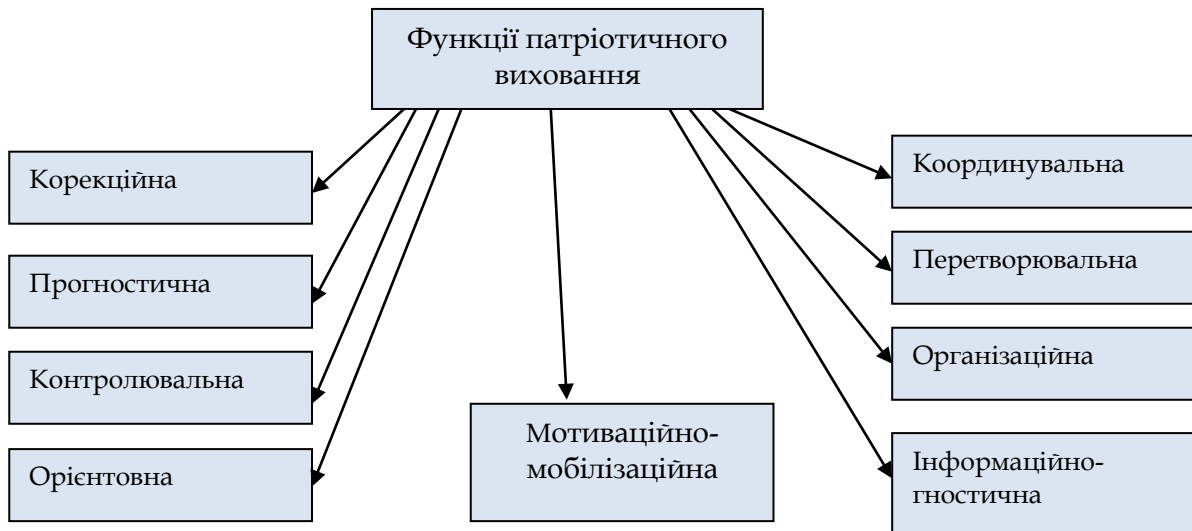 Функції патріотичного
виховання
Корекційна
Прогностична
Контролювальна
Орієнтовна
Мотиваційно-
мобілізаційна
Координувальна
Перетворювальна
Організаційна
Інформаційно-
гностична